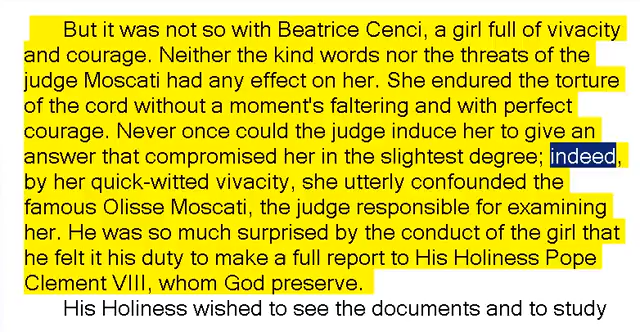 But it was not so with Beatrice Cenci, a girl full of vivacity
and courage. Neither the kind words nor the threats of the
judge Moscati had any effect on her. She endured the torture
of the cord without a moment's faltering and with perfect
courage. Never once could the judge induce her to give an
answer that compromised her in the slightest degree; indeed,
by her quick-witted vivacity, she utterly confounded the
famous Olisse Moscati, the judge responsible for examining
her. He was so much surprised by the conduct of the girl that
he felt it his duty to make a full report to His Holiness Pope
Clement VIII, whom God preserve.
His Holiness wished to see the documents and to study